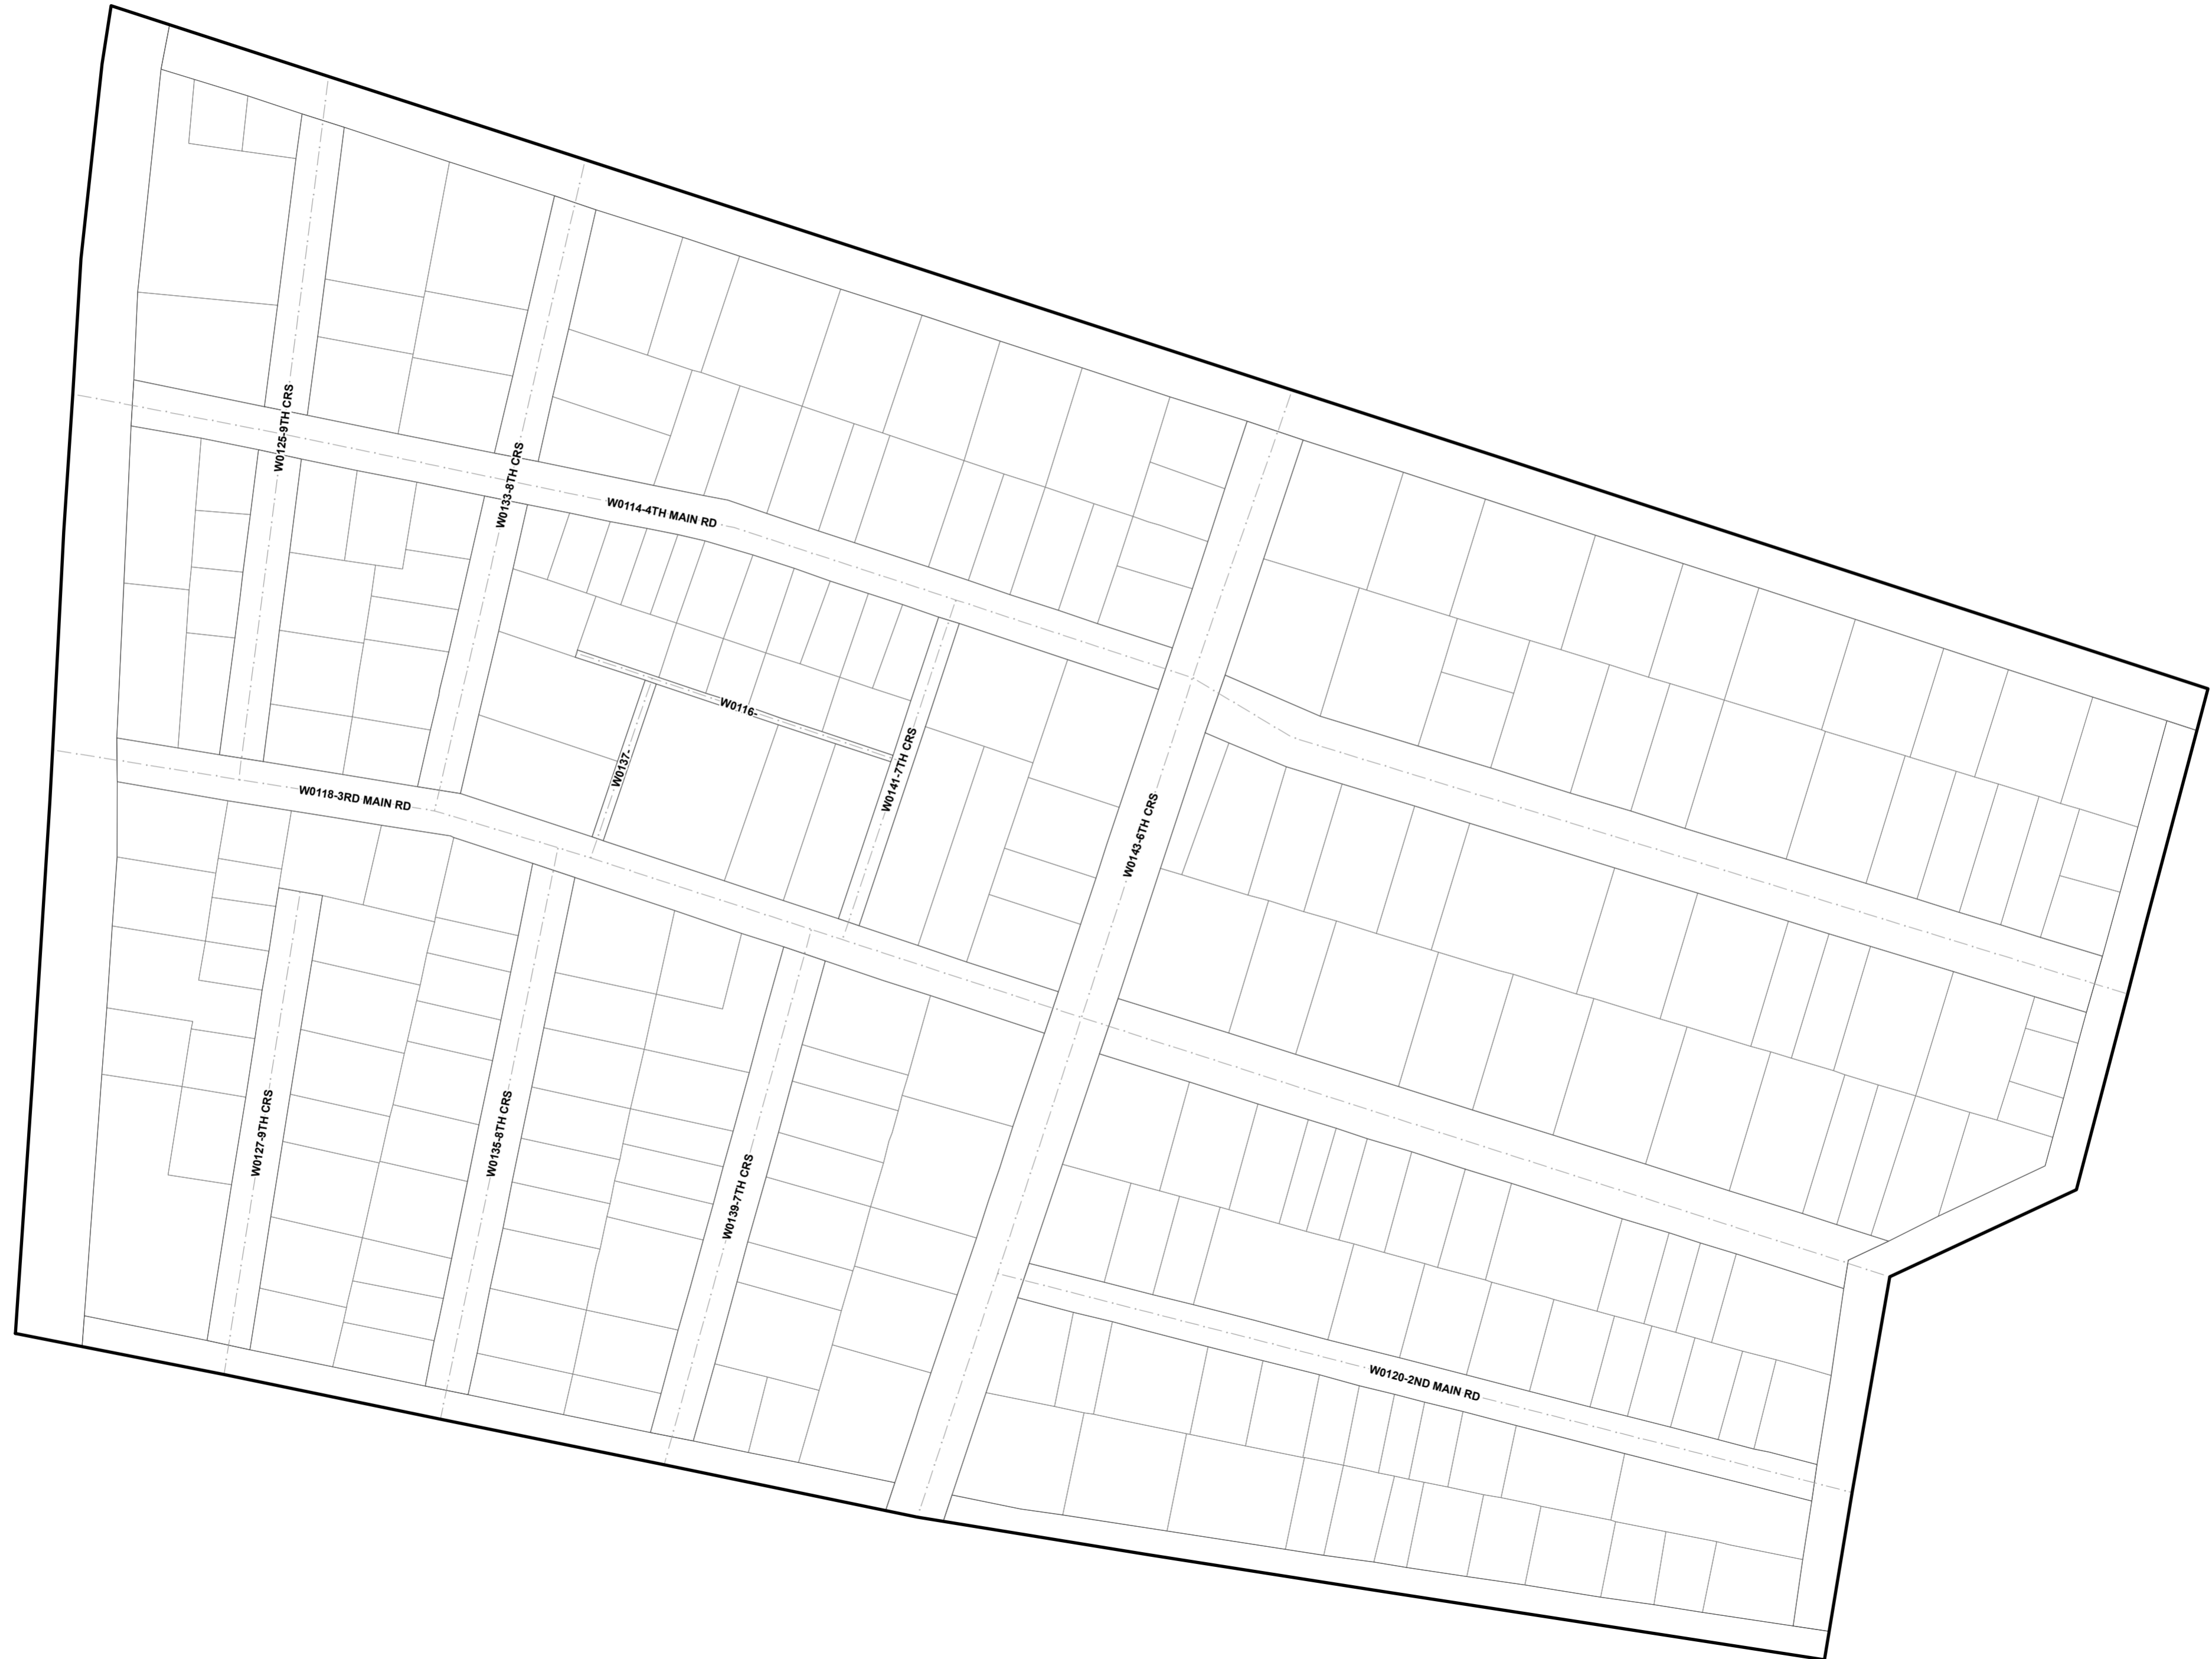 W0125-9TH CRS
W0133-8TH CRS
W0114-4TH MAIN RD
W0116-
W0137-
W0141-7TH CRS
W0118-3RD MAIN RD
W0143-6TH CRS
W0127-9TH CRS
W0135-8TH CRS
W0139-7TH CRS
W0120-2ND MAIN RD